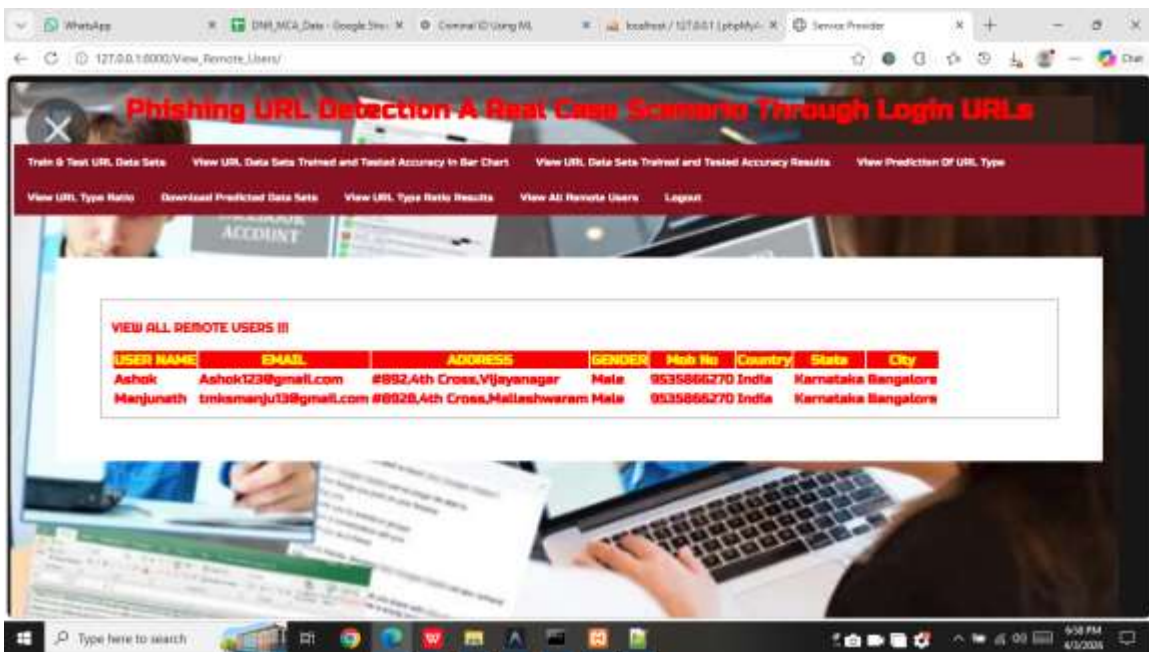 WhatsApp
DNR_MCA_Data - Google She
Criminal ID Using ML
localhost / 127.0.0.1 | phpMyA
Service Provider
127.0.0.1:8000/View_Remote_Users/
Chat
Phishing URL Detection A Real Case Scenario Through Login URLs
Train & Test URL Data Sets View URL Data Sets Trained and Tested Accuracy in Bar Chart View URL Data Sets Trained and Tested Accuracy Results View Prediction Of URL Type
View URL Type Ratio Download Predicted Data Sets View URL Type Ratio Results View All Remote Users Logout
ACCOUNT
VIEW ALL REMOTE USERS !!!
USER NAME EMAIL ADDRESS GENDER Mob No Country State City
Ashok Ashok123@gmail.com #892,4th Cross,Vijayanagar Male 9535866270 India Karnataka Bangalore
Manjunath tmksmanju13@gmail.com #8928,4th Cross,Malleshwaram Male 9535866270 India Karnataka Bangalore
Type here to search
6:58 PM
4/2/2026